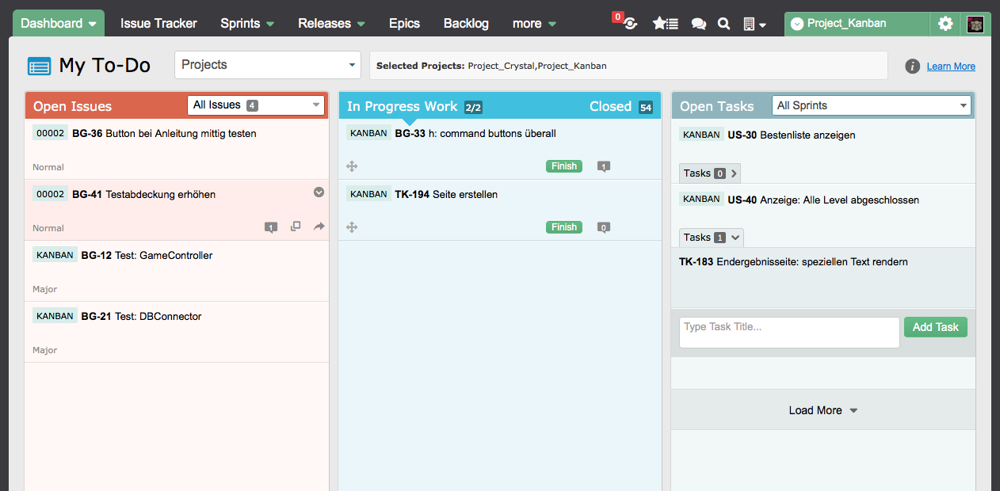 Dashboard Issue Tracker Sprints Releases Epics Backlog more 0 Project_Kanban
My To-Do Projects Selected Projects: Project_Crystal,Project_Kanban i Learn More
Open Issues All Issues 4
00002 BG-36 Button bei Anleitung mittig testen
Normal
00002 BG-41 Testabdeckung erhöhen
Normal 1
KANBAN BG-12 Test: GameController
Major
KANBAN BG-21 Test: DBConnector
Major
In Progress Work 2/2 Closed 54
KANBAN BG-33 h: command buttons überall
Finish 1
KANBAN TK-194 Seite erstellen
Finish 0
Open Tasks All Sprints
KANBAN US-30 Bestenliste anzeigen
Tasks 0
KANBAN US-40 Anzeige: Alle Level abgeschlossen
Tasks 1
TK-183 Endergebnisseite: speziellen Text rendern
Type Task Title... Add Task
Load More